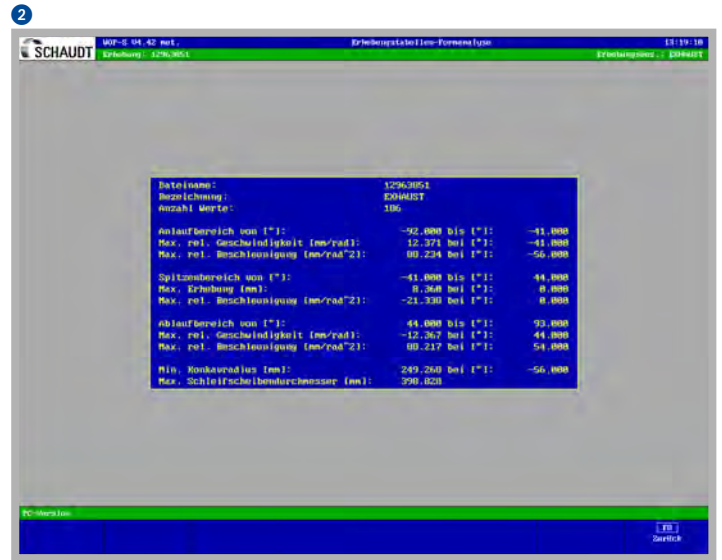 2
SCHAUDT
WOP-S V4.42 met. Erhebungstabellen-Formanalyse 13:19:10
Erhebung: 12963051 Erhebungsbez.: EXHAUST
Dateiname: 12963051
Bezeichnung: EXHAUST
Anzahl Werte: 186
Anlaufbereich von [°]: -92.000 bis [°]: -41.000
Max. rel. Geschwindigkeit [mm/rad]: 12.371 bei [°]: -41.000
Max. rel. Beschleunigung [mm/rad^2]: 80.234 bei [°]: -56.000
Spitzenbereich von [°]: -41.000 bis [°]: 44.000
Max. Erhebung [mm]: 8.360 bei [°]: 0.000
Max. rel. Beschleunigung [mm/rad^2]: -21.330 bei [°]: 0.000
Ablaufbereich von [°]: 44.000 bis [°]: 93.000
Max. rel. Geschwindigkeit [mm/rad]: -12.367 bei [°]: 44.000
Max. rel. Beschleunigung [mm/rad^2]: 80.217 bei [°]: 54.000
Min. Konkavradius [mm]: 249.260 bei [°]: -56.000
Max. Schleifscheibendurchmesser [mm]: 398.820
PC-Version
F8
Zurück